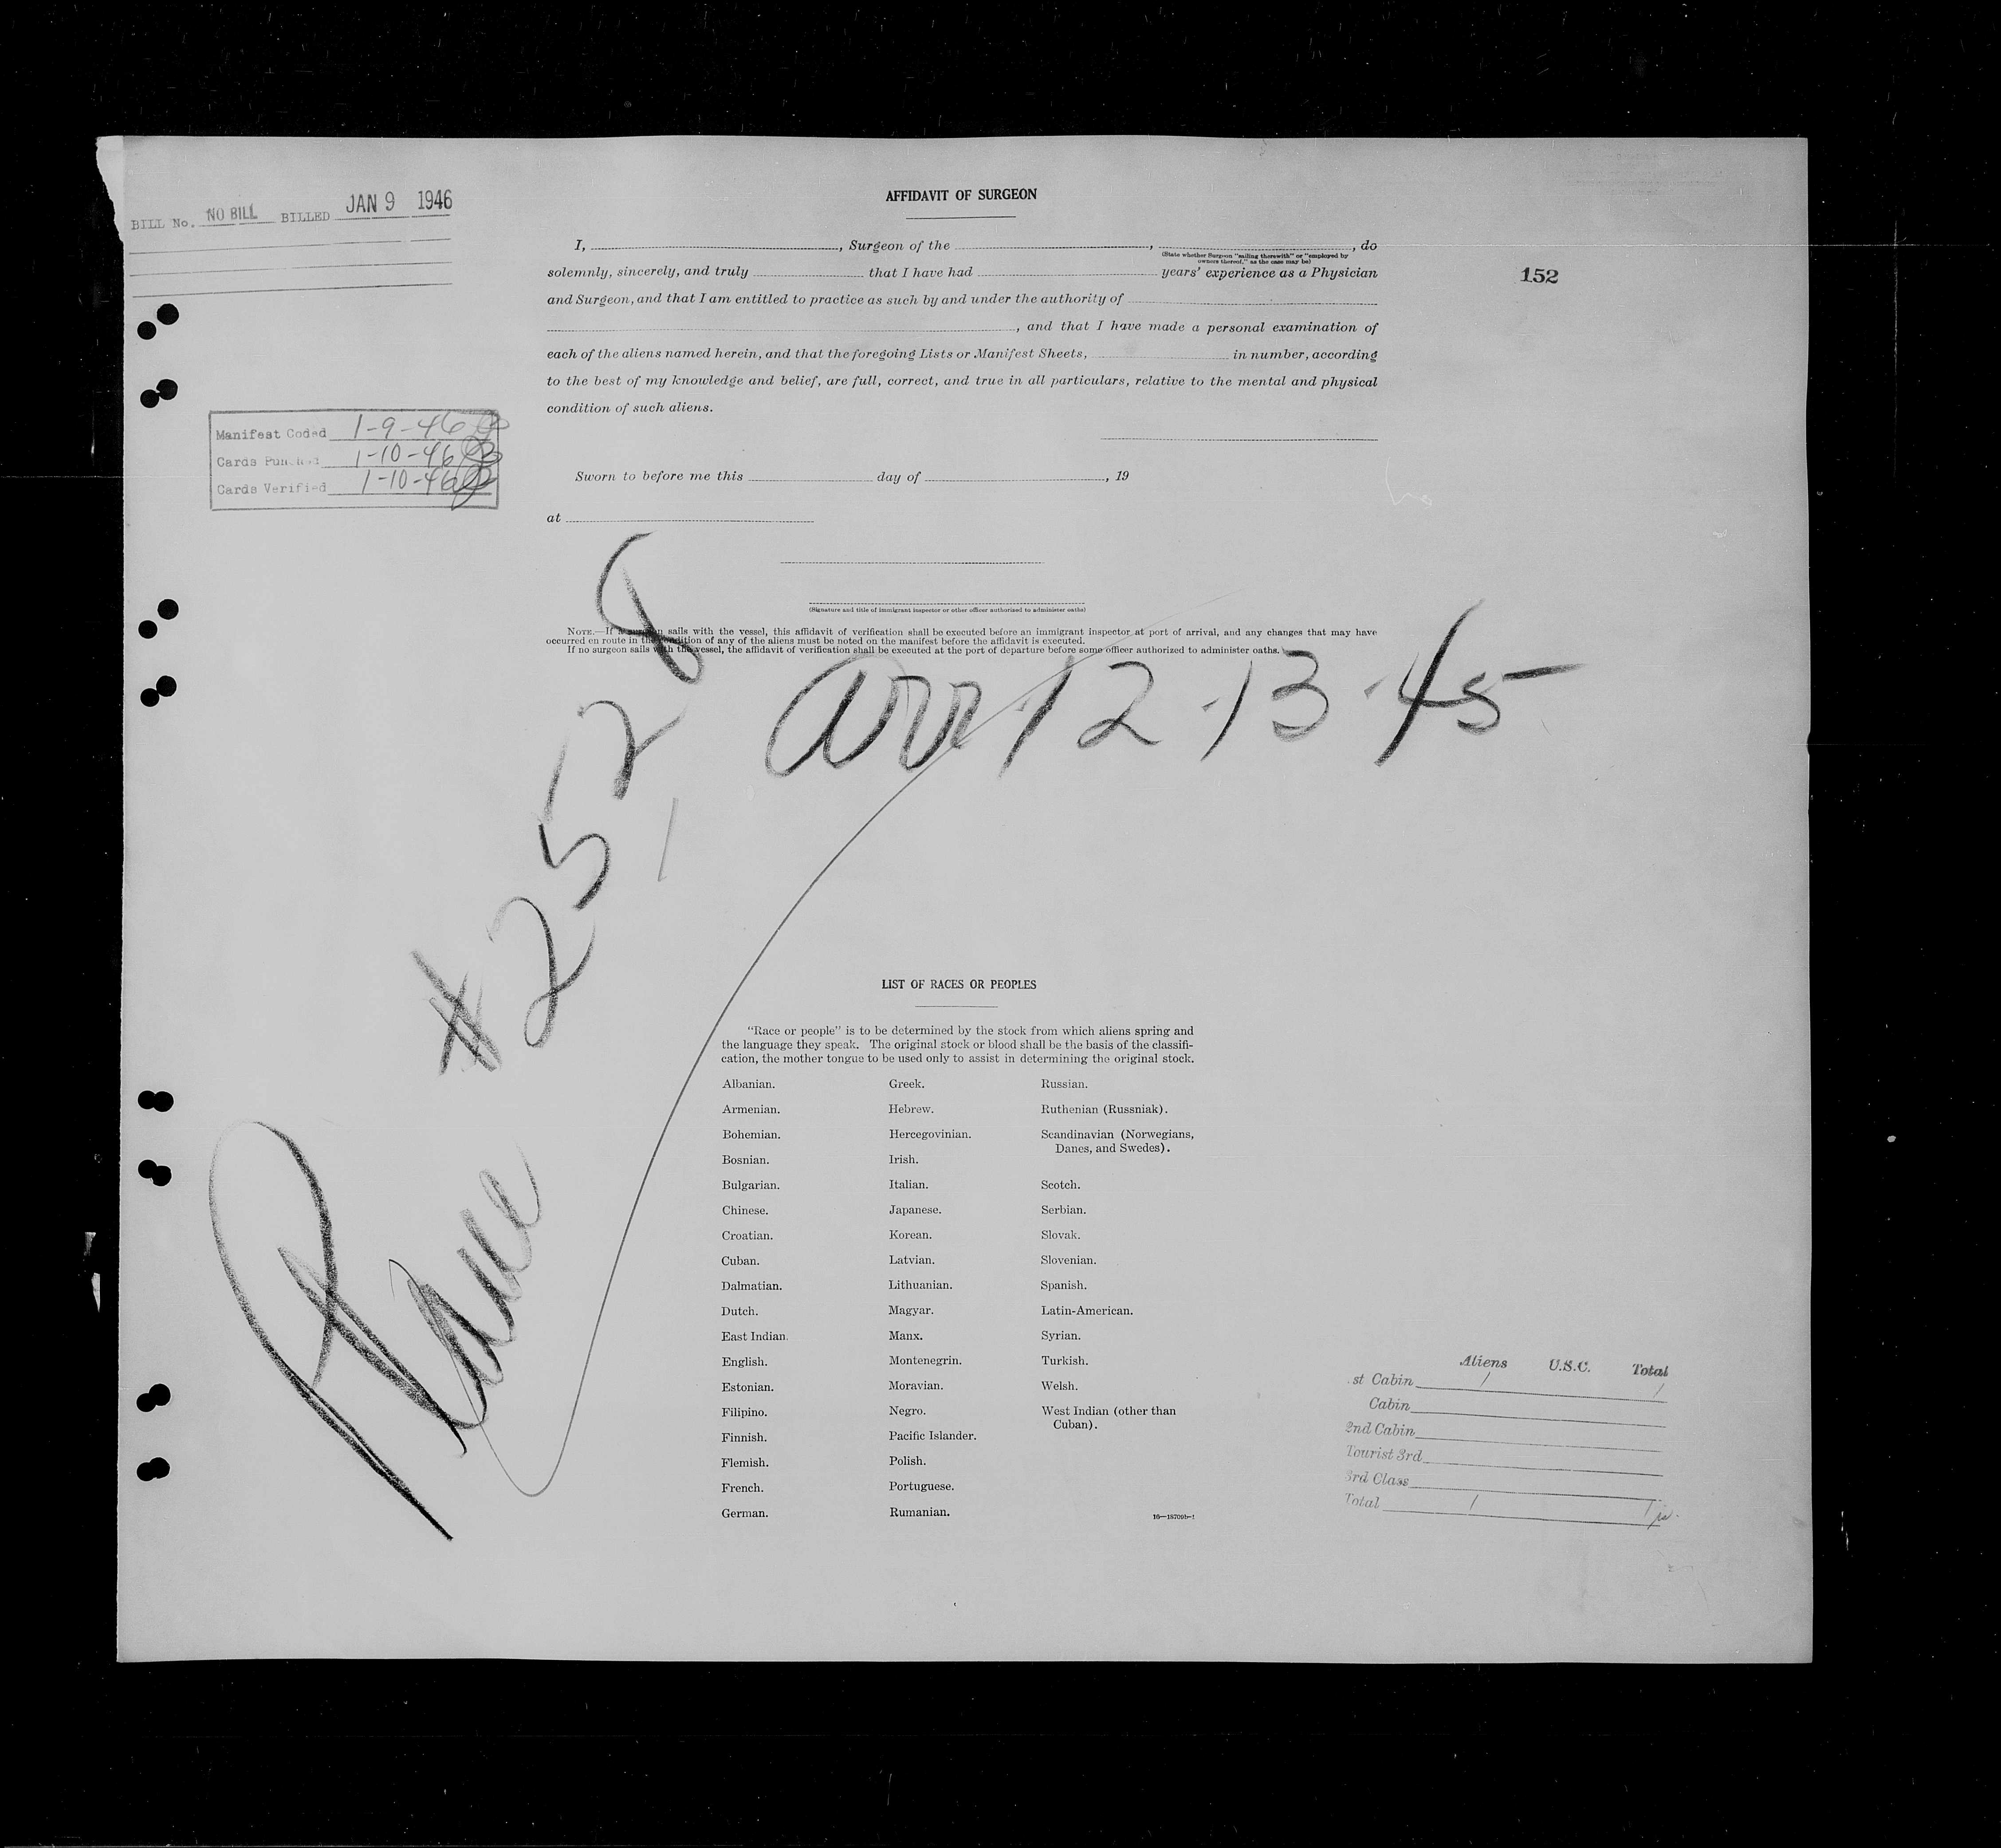 BILL No. NO BILL BILLED JAN 9 1946
AFFIDAVIT OF SURGEON
I, , Surgeon of the , , do
(State whether Surgeon "sailing therewith" or "employed by
owners thereof," as the case may be)
solemnly, sincerely, and truly that I have had years' experience as a Physician
152
and Surgeon, and that I am entitled to practice as such by and under the authority of
, and that I have made a personal examination of
each of the aliens named herein, and that the foregoing Lists or Manifest Sheets, in number, according
to the best of my knowledge and belief, are full, correct, and true in all particulars, relative to the mental and physical
condition of such aliens.
Manifest Coded 1-9-46
Cards Punched 1-10-46
Cards Verified 1-10-46
Sworn to before me this day of , 19
at
(Signature and title of immigrant inspector or other officer authorized to administer oaths)
NOTE.—If a surgeon sails with the vessel, this affidavit of verification shall be executed before an immigrant inspector at port of arrival, and any changes that may have
occurred en route in the condition of any of the aliens must be noted on the manifest before the affidavit is executed.
If no surgeon sails with the vessel, the affidavit of verification shall be executed at the port of departure before some officer authorized to administer oaths.
arr 12-13-45
Plane #2528
LIST OF RACES OR PEOPLES
"Race or people" is to be determined by the stock from which aliens spring and
the language they speak. The original stock or blood shall be the basis of the classifi-
cation, the mother tongue to be used only to assist in determining the original stock.
Albanian. Greek. Russian.
Armenian. Hebrew. Ruthenian (Russniak).
Bohemian. Hercegovinian. Scandinavian (Norwegians,
Danes, and Swedes).
Bosnian. Irish.
Bulgarian. Italian. Scotch.
Chinese. Japanese. Serbian.
Croatian. Korean. Slovak.
Cuban. Latvian. Slovenian.
Dalmatian. Lithuanian. Spanish.
Dutch. Magyar. Latin-American.
East Indian. Manx. Syrian.
English. Montenegrin. Turkish.
Estonian. Moravian. Welsh.
Filipino. Negro. West Indian (other than
Cuban).
Finnish. Pacific Islander.
Flemish. Polish.
French. Portuguese.
German. Rumanian.
16—18709b-1
Aliens U.S.C. Total
st Cabin 1 1
Cabin
2nd Cabin
Tourist 3rd
3rd Class
Total 1 1